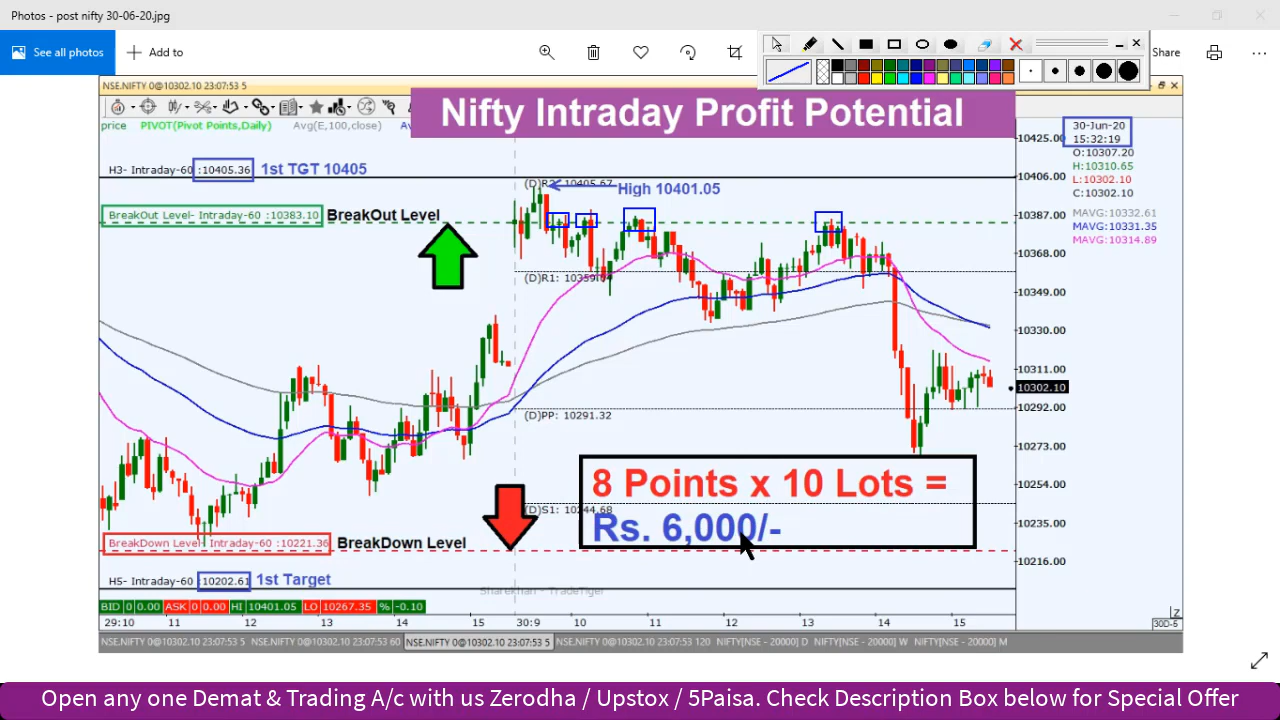 Photos - post nifty 30-06-20.jpg
See all photos
Add to
Share
NSE.NIFTY 0@10302.10 23:07:53 5
Nifty Intraday Profit Potential
price PIVOT(Pivot Points,Daily) Avg(E,100,close)
30-Jun-20
15:32:19
O:10307.20
H:10310.65
L:10302.10
C:10302.10
MAVG:10332.61
MAVG:10331.35
MAVG:10314.89
H3- Intraday-60 :10405.36 1st TGT 10405
High 10401.05
BreakOut Level- Intraday-60 :10383.10 BreakOut Level
(D)R1: 10359.
(D)PP: 10291.32
(D)S1: 10244.68
8 Points x 10 Lots =
Rs. 6,000/-
BreakDown Level- Intraday-60 :10221.36 BreakDown Level
H5- Intraday-60 :10202.61 1st Target
Sharekhan - TradeTiger
10425.00
10406.00
10387.00
10368.00
10349.00
10330.00
10311.00
10302.10
10292.00
10273.00
10254.00
10235.00
10216.00
BID 0 0.00 ASK 0 0.00 HI 10401.05 LO 10267.35 % -0.10
29:10 11 12 13 14 15 30:9 10 11 12 13 14 15
30D-5
NSE.NIFTY 0@10302.10 23:07:53 5 NSE.NIFTY 0@10302.10 23:07:53 60 NSE.NIFTY 0@10302.10 23:07:53 5 NSE.NIFTY 0@10302.10 23:07:53 120 NIFTY[NSE - 20000] D NIFTY[NSE - 20000] W NIFTY[NSE - 20000] M
Open any one Demat & Trading A/c with us Zerodha / Upstox / 5Paisa. Check Description Box below for Special Offer